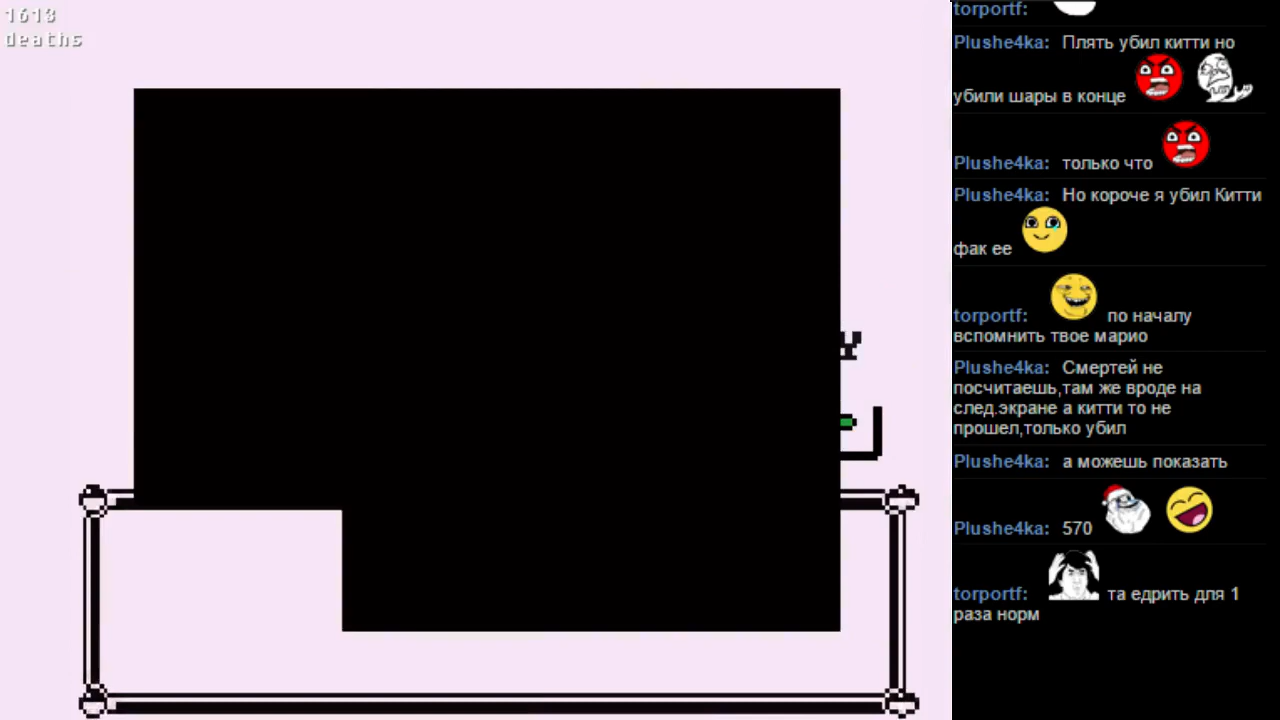 1613
deaths
torportf:
Plushe4ka: Плять убил китти но
убили шары в конце
Plushe4ka: только что
Plushe4ka: Но короче я убил Китти
фак ее
torportf: по началу
вспомнить твое марио
Plushe4ka: Смертей не
посчитаешь,там же вроде на
след.экране а китти то не
прошел,только убил
Plushe4ka: а можешь показать
Plushe4ka: 570
torportf: та едрить для 1
раза норм